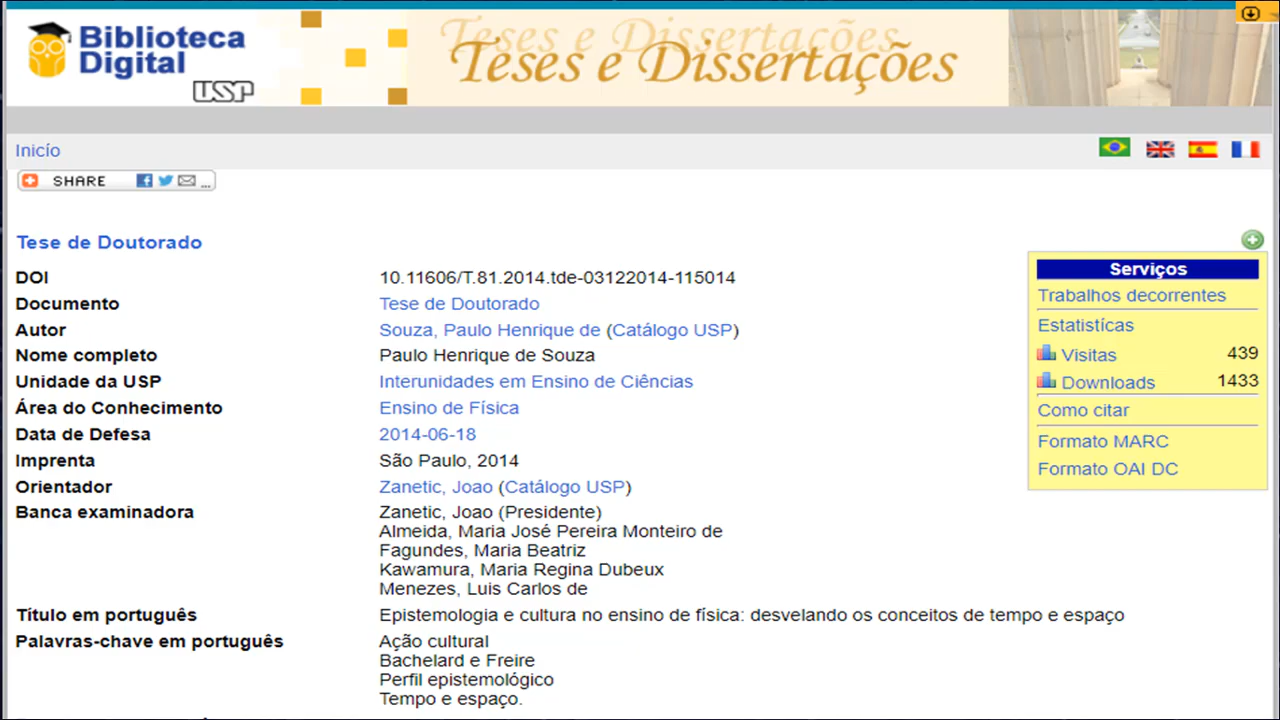 Biblioteca
Digital
USP
Teses e Dissertações
Teses e Dissertações
Inicío
SHARE ...
Tese de Doutorado
DOI 10.11606/T.81.2014.tde-03122014-115014
Documento Tese de Doutorado
Autor Souza, Paulo Henrique de (Catálogo USP)
Nome completo Paulo Henrique de Souza
Unidade da USP Interunidades em Ensino de Ciências
Área do Conhecimento Ensino de Física
Data de Defesa 2014-06-18
Imprenta São Paulo, 2014
Orientador Zanetic, Joao (Catálogo USP)
Banca examinadora Zanetic, Joao (Presidente)
Almeida, Maria José Pereira Monteiro de
Fagundes, Maria Beatriz
Kawamura, Maria Regina Dubeux
Menezes, Luis Carlos de
Título em português Epistemologia e cultura no ensino de física: desvelando os conceitos de tempo e espaço
Palavras-chave em português Ação cultural
Bachelard e Freire
Perfil epistemológico
Tempo e espaço.
Serviços
Trabalhos decorrentes
Estatistícas
Visitas 439
Downloads 1433
Como citar
Formato MARC
Formato OAI DC